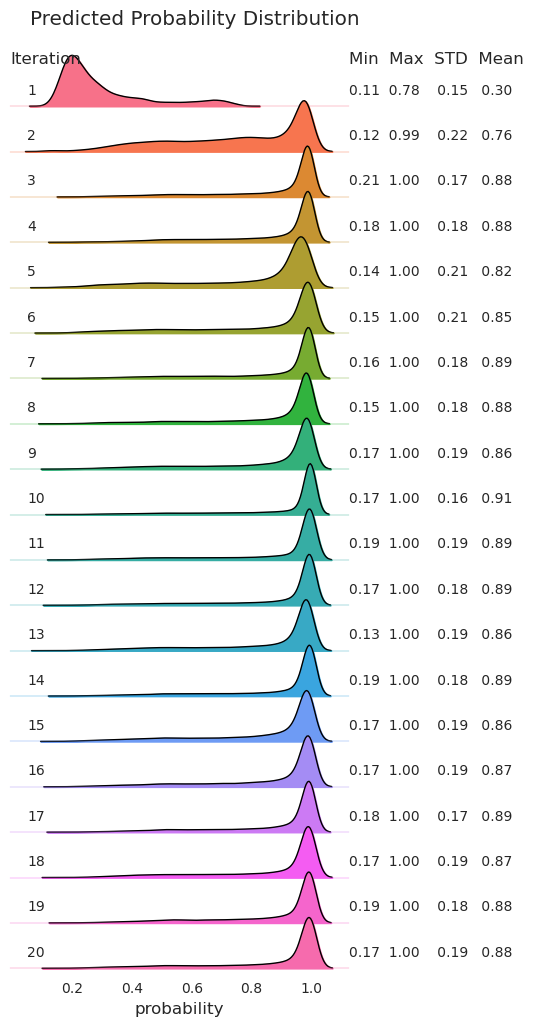 Predicted Probability Distribution
Iteration Min Max STD Mean
1 0.11 0.78 0.15 0.30
2 0.12 0.99 0.22 0.76
3 0.21 1.00 0.17 0.88
4 0.18 1.00 0.18 0.88
5 0.14 1.00 0.21 0.82
6 0.15 1.00 0.21 0.85
7 0.16 1.00 0.18 0.89
8 0.15 1.00 0.18 0.88
9 0.17 1.00 0.19 0.86
10 0.17 1.00 0.16 0.91
11 0.19 1.00 0.19 0.89
12 0.17 1.00 0.18 0.89
13 0.13 1.00 0.19 0.86
14 0.19 1.00 0.18 0.89
15 0.17 1.00 0.19 0.86
16 0.17 1.00 0.19 0.87
17 0.18 1.00 0.17 0.89
18 0.17 1.00 0.19 0.87
19 0.19 1.00 0.18 0.88
20 0.17 1.00 0.19 0.88
0.2 0.4 0.6 0.8 1.0
probability